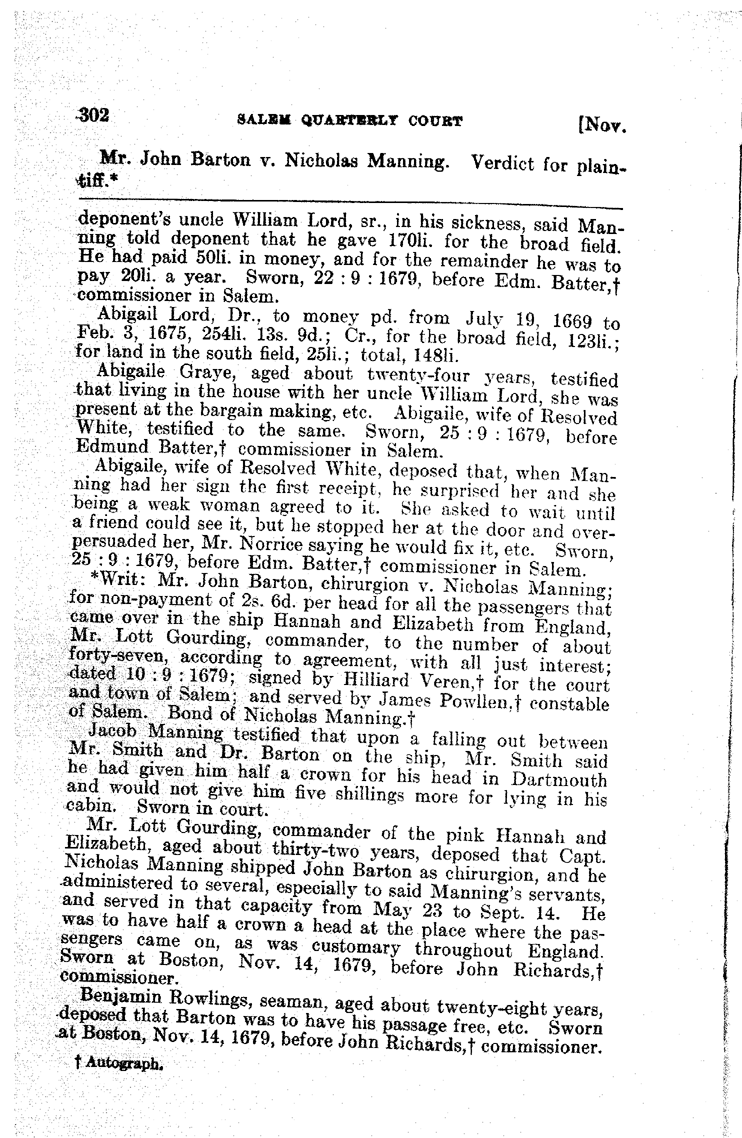 302 SALEM QUARTERLY COURT [Nov.
Mr. John Barton v. Nicholas Manning. Verdict for plain-
tiff.*
deponent's uncle William Lord, sr., in his sickness, said Man-
ning told deponent that he gave 170li. for the broad field.
He had paid 50li. in money, and for the remainder he was to
pay 20li. a year. Sworn, 22 : 9 : 1679, before Edm. Batter,†
commissioner in Salem.
Abigail Lord, Dr., to money pd. from July 19, 1669 to
Feb. 3, 1675, 254li. 13s. 9d.; Cr., for the broad field, 123li.;
for land in the south field, 25li.; total, 148li.
Abigaile Graye, aged about twenty-four years, testified
that living in the house with her uncle William Lord, she was
present at the bargain making, etc. Abigaile, wife of Resolved
White, testified to the same. Sworn, 25 : 9 : 1679, before
Edmund Batter,† commissioner in Salem.
Abigaile, wife of Resolved White, deposed that, when Man-
ning had her sign the first receipt, he surprised her and she
being a weak woman agreed to it. She asked to wait until
a friend could see it, but he stopped her at the door and over-
persuaded her, Mr. Norrice saying he would fix it, etc. Sworn,
25 : 9 : 1679, before Edm. Batter,† commissioner in Salem.
*Writ: Mr. John Barton, chirurgion v. Nicholas Manning;
for non-payment of 2s. 6d. per head for all the passengers that
came over in the ship Hannah and Elizabeth from England,
Mr. Lott Gourding, commander, to the number of about
forty-seven, according to agreement, with all just interest;
dated 10 : 9 : 1679; signed by Hilliard Veren,† for the court
and town of Salem; and served by James Powllen,† constable
of Salem. Bond of Nicholas Manning.†
Jacob Manning testified that upon a falling out between
Mr. Smith and Dr. Barton on the ship, Mr. Smith said
he had given him half a crown for his head in Dartmouth
and would not give him five shillings more for lying in his
cabin. Sworn in court.
Mr. Lott Gourding, commander of the pink Hannah and
Elizabeth, aged about thirty-two years, deposed that Capt.
Nicholas Manning shipped John Barton as chirurgion, and he
administered to several, especially to said Manning's servants,
and served in that capacity from May 23 to Sept. 14. He
was to have half a crown a head at the place where the pas-
sengers came on, as was customary throughout England.
Sworn at Boston, Nov. 14, 1679, before John Richards,†
commissioner.
Benjamin Rowlings, seaman, aged about twenty-eight years,
deposed that Barton was to have his passage free, etc. Sworn
at Boston, Nov. 14, 1679, before John Richards,† commissioner.
† Autograph.